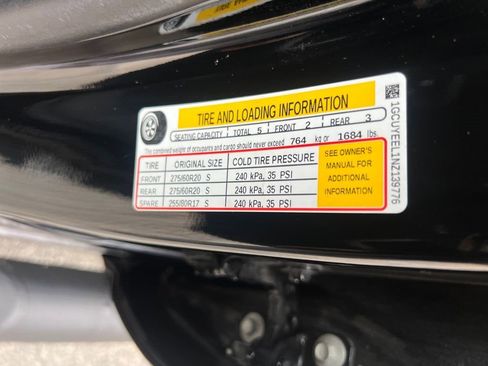 TIRE AND LOADING INFORMATION
SEATING CAPACITY TOTAL 5 FRONT 2 REAR 3
The combined weight of occupants and cargo should never exceed 764 kg or 1684 lbs.
TIRE ORIGINAL SIZE COLD TIRE PRESSURE
FRONT 275/60R20 S 240 kPa, 35 PSI
REAR 275/60R20 S 240 kPa, 35 PSI
SPARE 255/80R17 S 240 kPa, 35 PSI
SEE OWNER'S
MANUAL FOR
ADDITIONAL
INFORMATION
1GCUYEEL1NZ139776